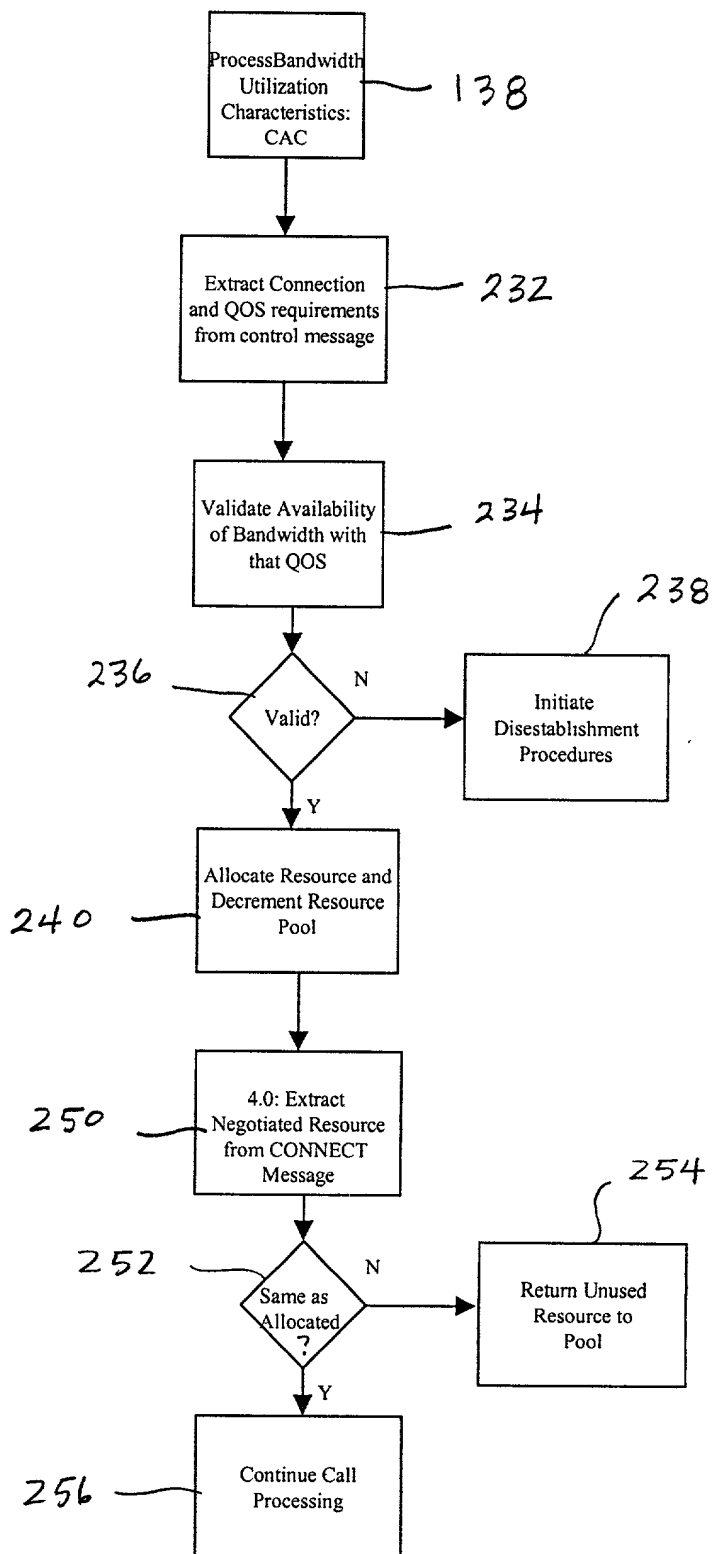 ProcessBandwidth
Utilization
Characteristics:
CAC
138
Extract Connection
and QOS requirements
from control message
232
Validate Availability
of Bandwidth with
that QOS
234
236
Valid?
N
Y
238
Initiate
Disestablishment
Procedures
Allocate Resource and
Decrement Resource
Pool
240
4.0: Extract
Negotiated Resource
from CONNECT
Message
250
252
Same as
Allocated
?
N
Y
254
Return Unused
Resource to
Pool
Continue Call
Processing
256